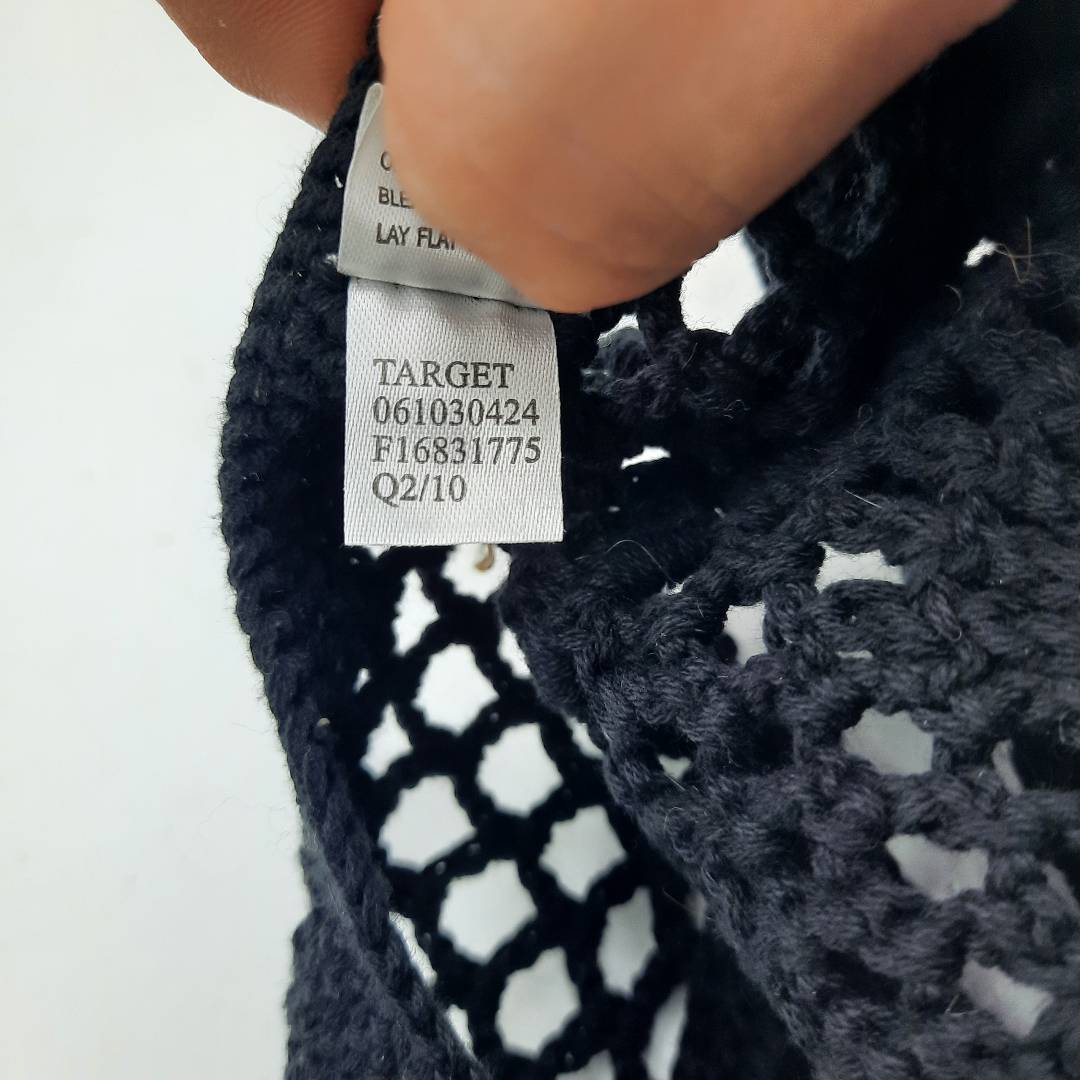 LAY FLAT
TARGET
061030424
F16831775
Q2/10